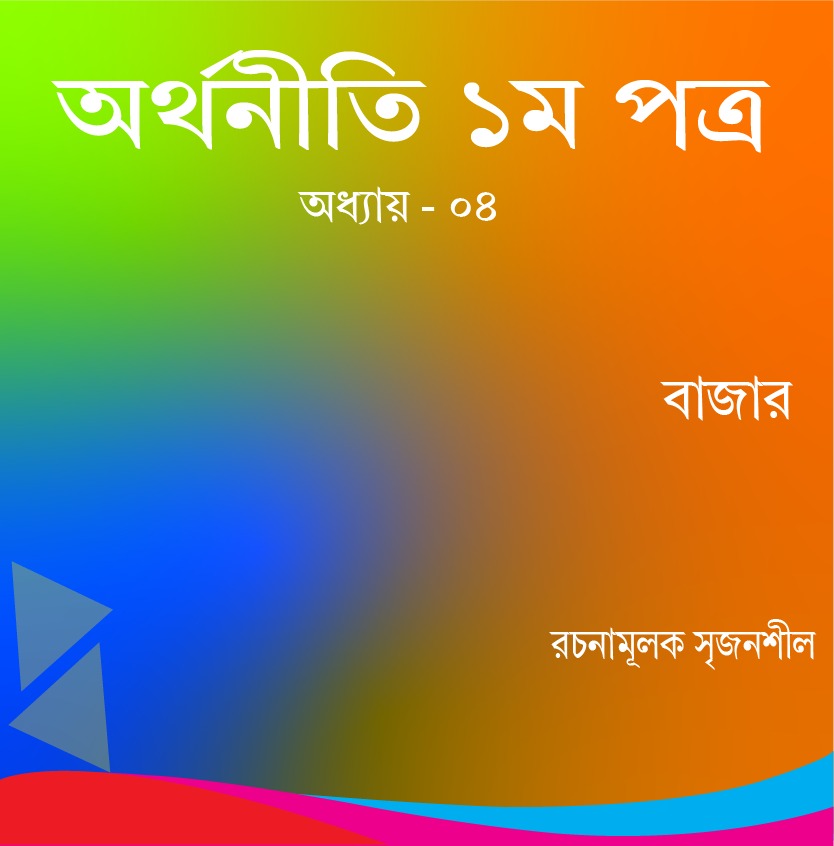 অর্থনীতি ১ম পত্র
অধ্যায় - ০৪
বাজার
রচনামূলক সৃজনশীল